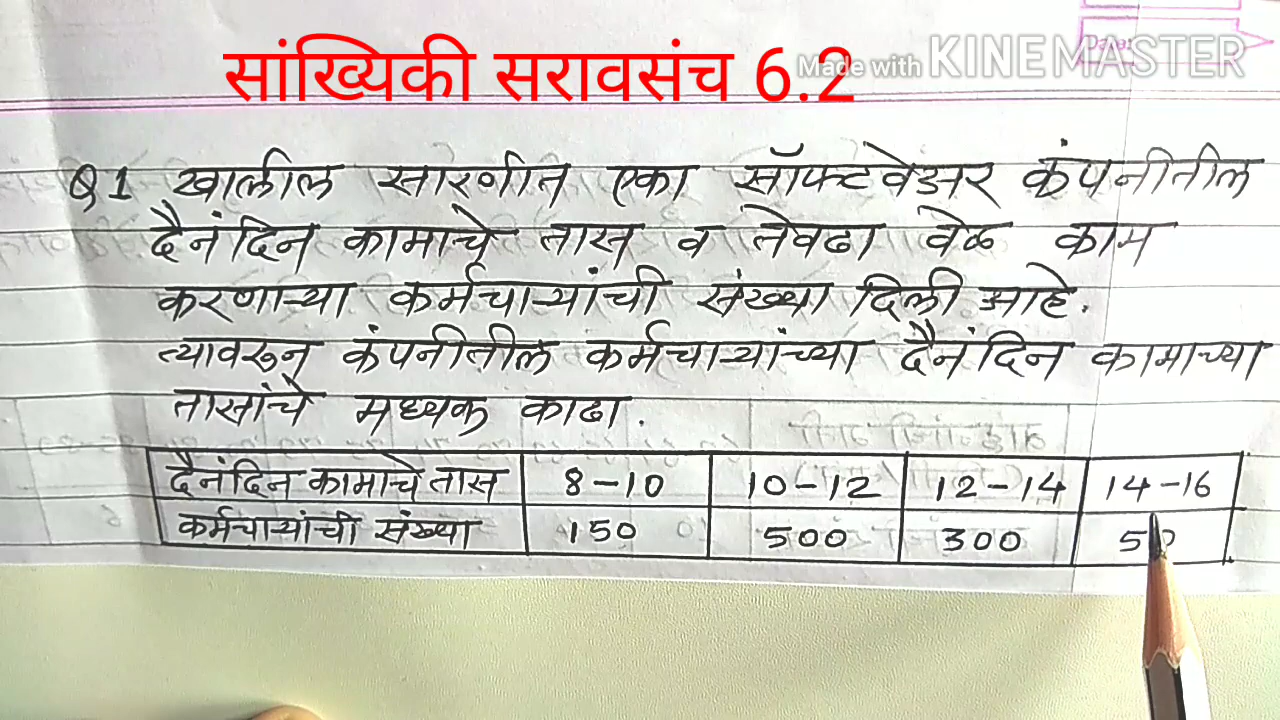 सांख्यिकी सरावसंच 6.2
Made with KINEMASTER
Q1 खालील सारणीत एका सॉफ्टवेअर कंपनीतील
दैनंदिन कामाचे तास व तेवढा वेळ काम
करणाऱ्या कर्मचाऱ्यांची संख्या दिली आहे.
त्यावरून कंपनीतील कर्मचाऱ्यांच्या दैनंदिन कामाच्या
तासांचे मध्यक काढा.
दैनंदिन कामाचे तास 8-10 10-12 12-14 14-16
कर्मचाऱ्यांची संख्या 150 500 300 50